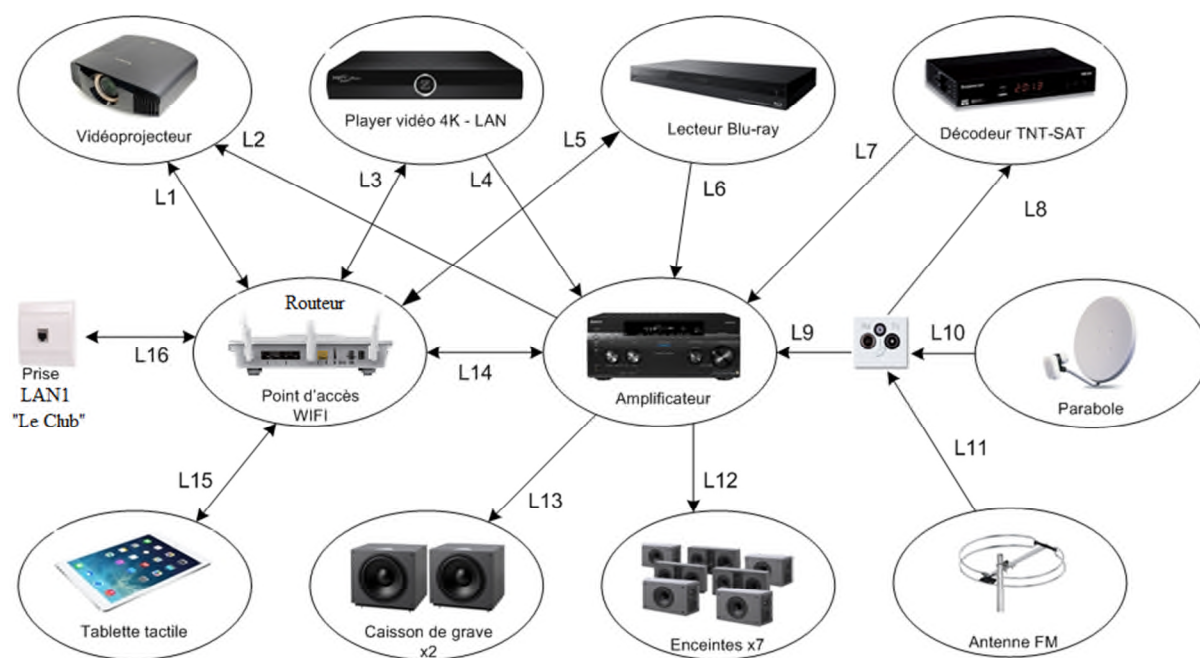 Vidéoprojecteur
Player vidéo 4K - LAN
Lecteur Blu-ray
Décodeur TNT-SAT
2013
L1
L2
L3
L4
L5
L6
L7
L8
Routeur
Point d'accès
WIFI
Prise
LAN1
"Le Club"
L16
L14
Amplificateur
L9
L10
Parabole
L11
L15
L13
L12
Tablette tactile
Caisson de grave
x2
Enceintes x7
Antenne FM